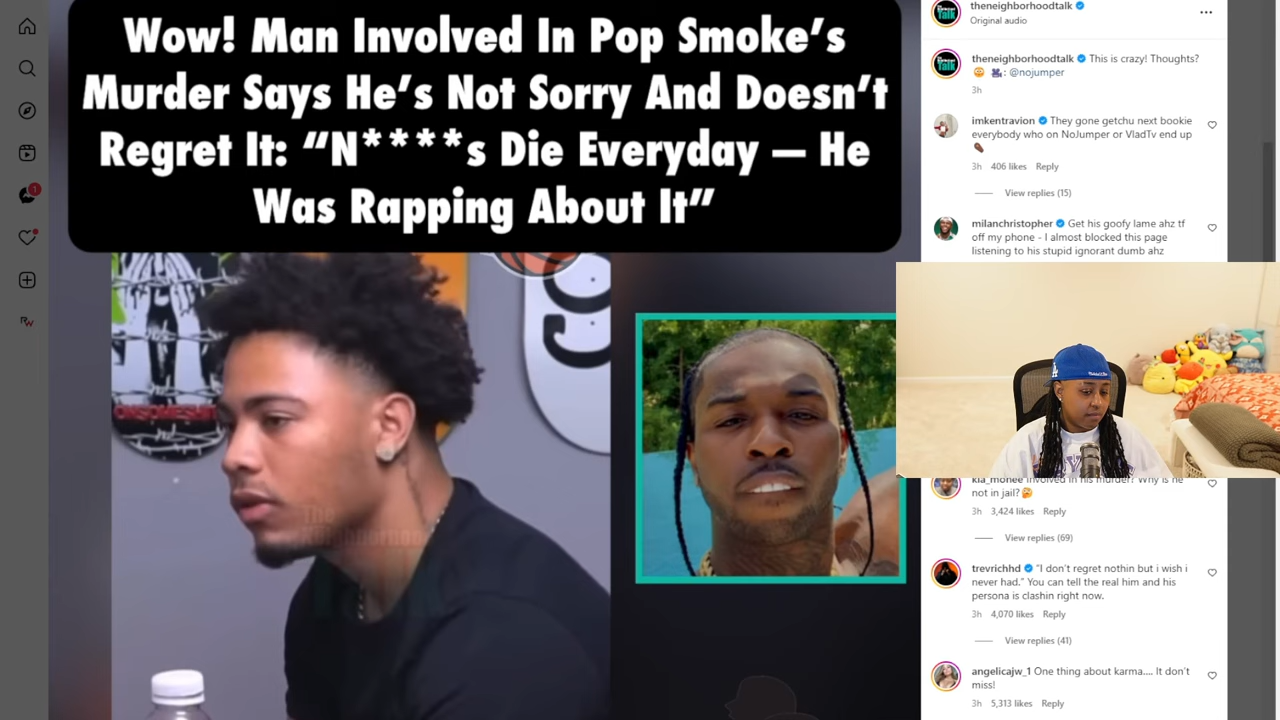 Wow! Man Involved In Pop Smoke's
Murder Says He's Not Sorry And Doesn't
Regret It: “N****s Die Everyday — He
Was Rapping About It”
theneighborhoodtalk
Original audio
theneighborhoodtalk This is crazy! Thoughts?
😳 🎥: @nojumper
3h
imkentravion They gone getchu next bookie
everybody who on NoJumper or VladTv end up
3h 406 likes Reply
View replies (15)
milanchristopher Get his goofy lame ahz tf
off my phone - I almost blocked this page
listening to his stupid ignorant dumb ahz
kia_monee Involved in his murder? Why is he
not in jail?🤔
3h 3,424 likes Reply
View replies (69)
trevrichhd “I don't regret nothin but i wish i
never had.” You can tell the real him and his
persona is clashin right now.
3h 4,070 likes Reply
View replies (41)
angelicajw_1 One thing about karma.... It don't
miss!
3h 5,313 likes Reply
Talk
Talk
1
RW